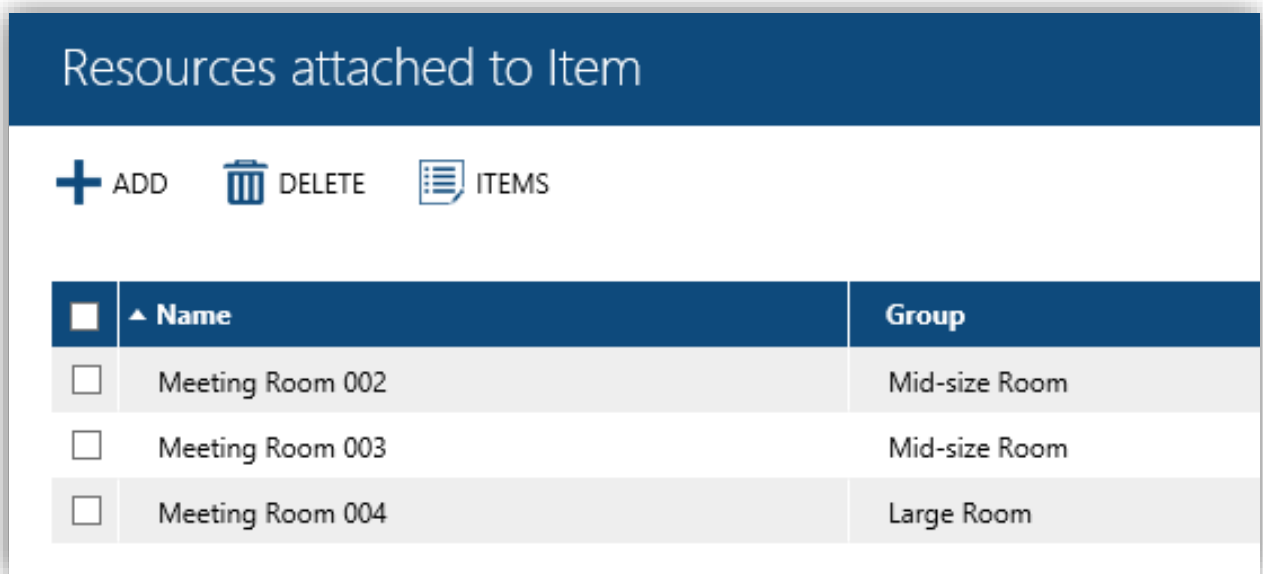 Resources attached to Item
ADD DELETE ITEMS
Name Group
Meeting Room 002 Mid-size Room
Meeting Room 003 Mid-size Room
Meeting Room 004 Large Room